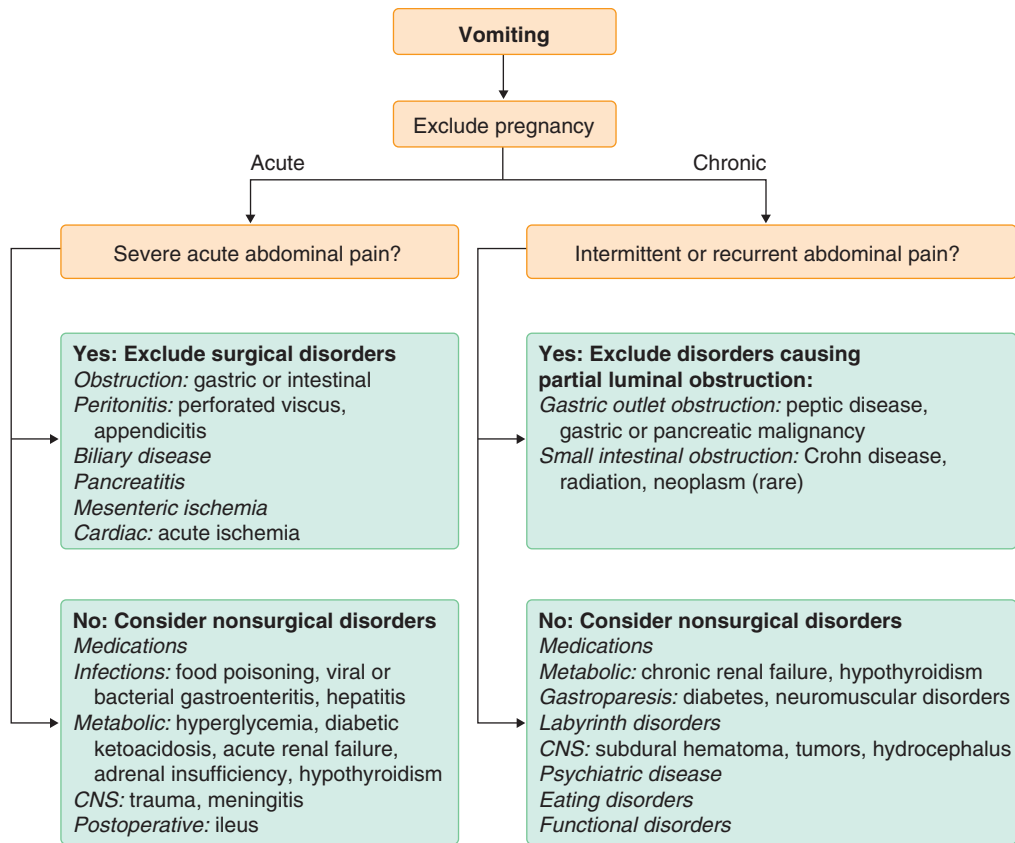 Vomiting
Exclude pregnancy
Acute
Chronic
Severe acute abdominal pain?
Intermittent or recurrent abdominal pain?
Yes: Exclude surgical disorders
Obstruction: gastric or intestinal
Peritonitis: perforated viscus,
appendicitis
Biliary disease
Pancreatitis
Mesenteric ischemia
Cardiac: acute ischemia
Yes: Exclude disorders causing
partial luminal obstruction:
Gastric outlet obstruction: peptic disease,
gastric or pancreatic malignancy
Small intestinal obstruction: Crohn disease,
radiation, neoplasm (rare)
No: Consider nonsurgical disorders
Medications
Infections: food poisoning, viral or
bacterial gastroenteritis, hepatitis
Metabolic: hyperglycemia, diabetic
ketoacidosis, acute renal failure,
adrenal insufficiency, hypothyroidism
CNS: trauma, meningitis
Postoperative: ileus
No: Consider nonsurgical disorders
Medications
Metabolic: chronic renal failure, hypothyroidism
Gastroparesis: diabetes, neuromuscular disorders
Labyrinth disorders
CNS: subdural hematoma, tumors, hydrocephalus
Psychiatric disease
Eating disorders
Functional disorders